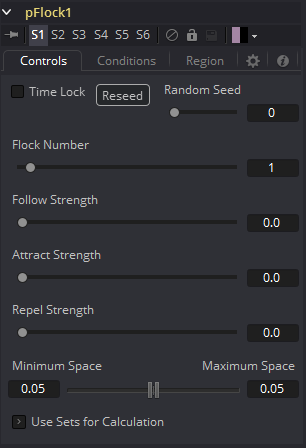 pFlock1
S1 S2 S3 S4 S5 S6
Controls Conditions Region
Time Lock Reseed Random Seed
0
Flock Number
1
Follow Strength
0.0
Attract Strength
0.0
Repel Strength
0.0
Minimum Space Maximum Space
0.05 0.05
Use Sets for Calculation